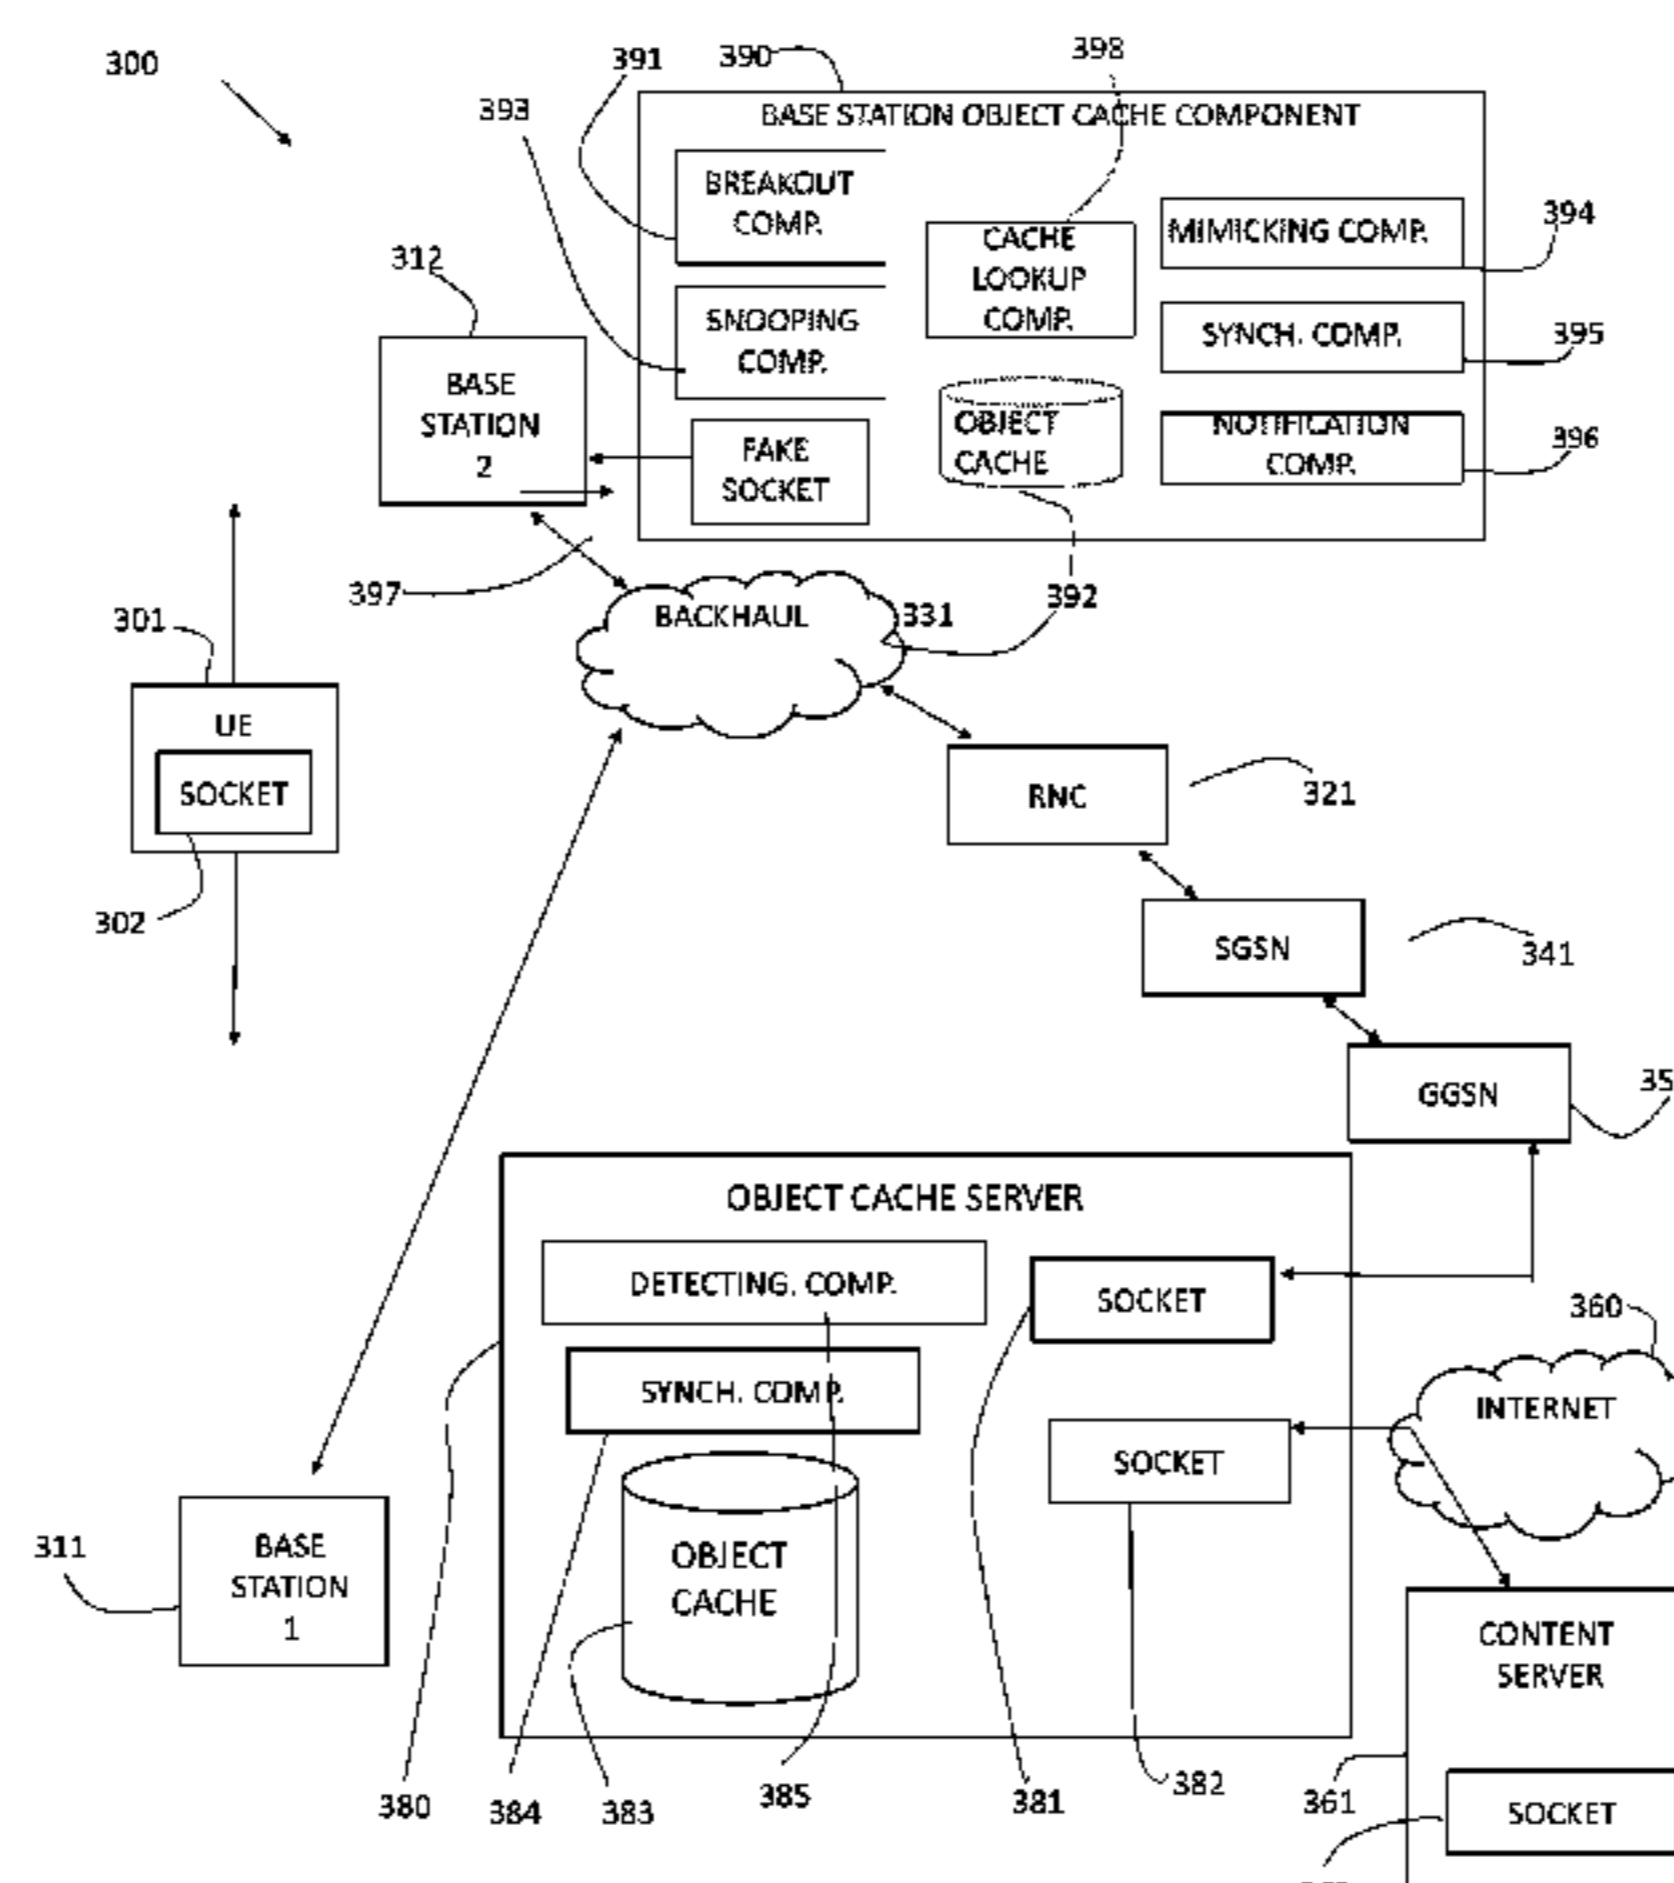 300
391
390
398
393
BASE STATION OBJECT CACHE COMPONENT
BREAKOUT
COMP.
CACHE
LOOKUP
COMP.
MIMICKING COMP.
394
312
SNOOPING
COMP.
SYNCH. COMP.
395
BASE
STATION
2
FAKE
SOCKET
OBJECT
CACHE
NOTIFICATION
COMP.
396
397
392
BACKHAUL
331
301
UE
SOCKET
302
RNC
321
SGSN
341
GGSN
35
OBJECT CACHE SERVER
DETECTING. COMP.
SOCKET
360
SYNCH. COMP.
INTERNET
SOCKET
OBJECT
CACHE
311
BASE
STATION
1
CONTENT
SERVER
380
384
383
385
381
382
361
SOCKET